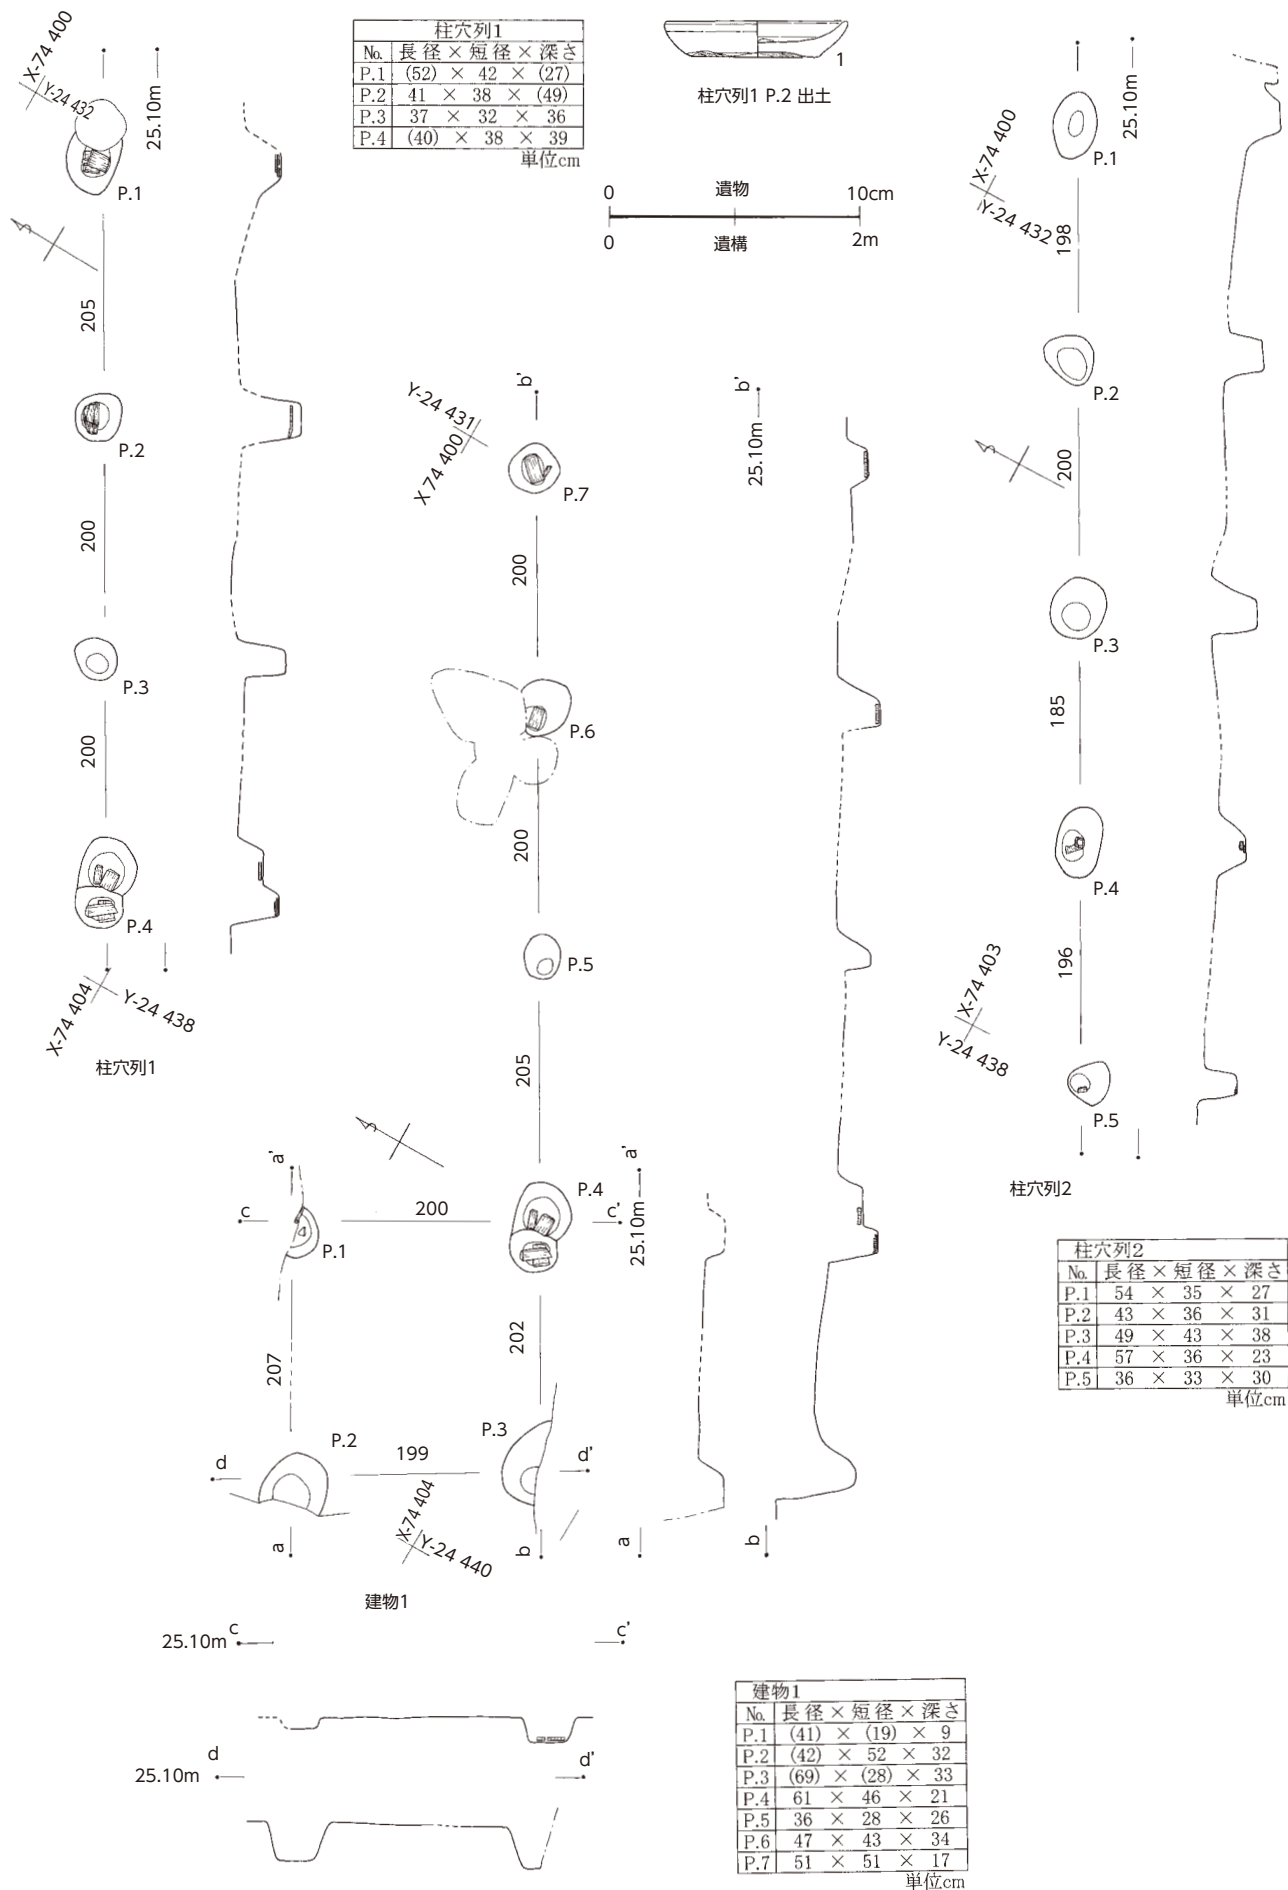 X-74 400
Y-24 432
25.10m
P.1
205
P.2
200
P.3
200
P.4
X-74 404
Y-24 438
柱穴列1
柱穴列1
No. 長径×短径×深さ
P.1 (52) × 42 × (27)
P.2 41 × 38 × (49)
P.3 37 × 32 × 36
P.4 (40) × 38 × 39
単位cm
1
柱穴列1 P.2 出土
0 遺物 10cm
0 遺構 2m
25.10m
X-74 400
Y-24 432
P.1
198
P.2
200
P.3
185
P.4
196
X-74 403
Y-24 438
P.5
柱穴列2
柱穴列2
No. 長径×短径×深さ
P.1 54 × 35 × 27
P.2 43 × 36 × 31
P.3 49 × 43 × 38
P.4 57 × 36 × 23
P.5 36 × 33 × 30
単位cm
b'
b'
25.10m
Y-24 431
X 74 400
P.7
200
P.6
200
P.5
205
a'
a'
25.10m
P.4
c
200
c'
P.1
207
202
P.2
P.3
d
199
d'
X-74 404
Y-24 440
a
b
a
b
建物1
25.10m c
c'
d
25.10m
d'
建物1
No. 長径×短径×深さ
P.1 (41) × (19) × 9
P.2 (42) × 52 × 32
P.3 (69) × (28) × 33
P.4 61 × 46 × 21
P.5 36 × 28 × 26
P.6 47 × 43 × 34
P.7 51 × 51 × 17
単位cm